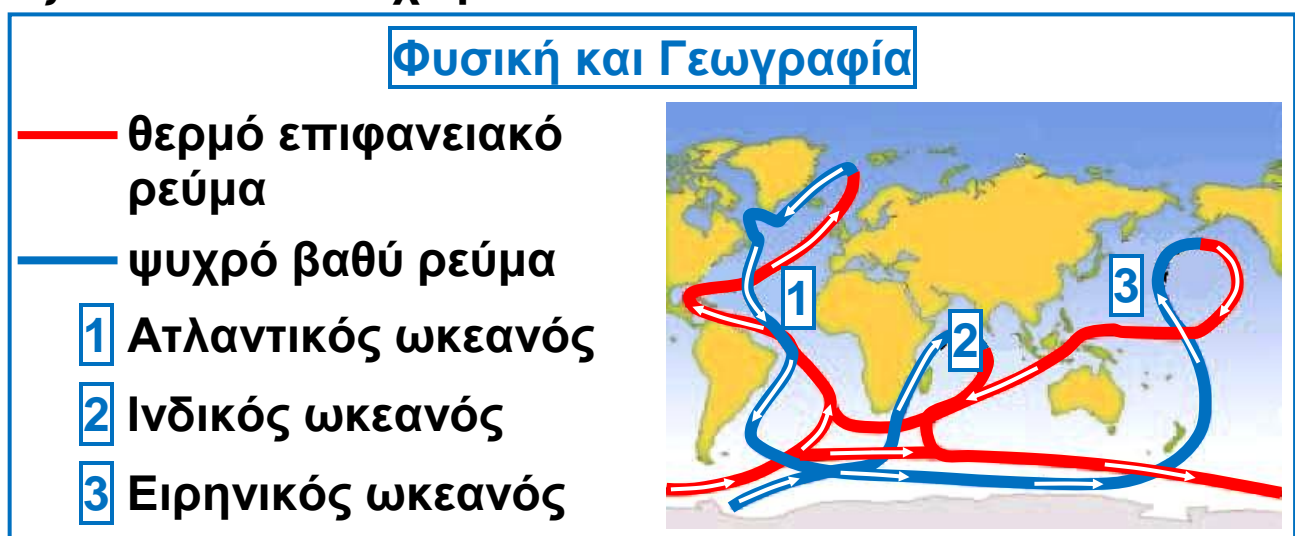 Φυσική και Γεωγραφία
θερμό επιφανειακό
ρεύμα
ψυχρό βαθύ ρεύμα
1 Ατλαντικός ωκεανός
2 Ινδικός ωκεανός
3 Ειρηνικός ωκεανός
1
2
3